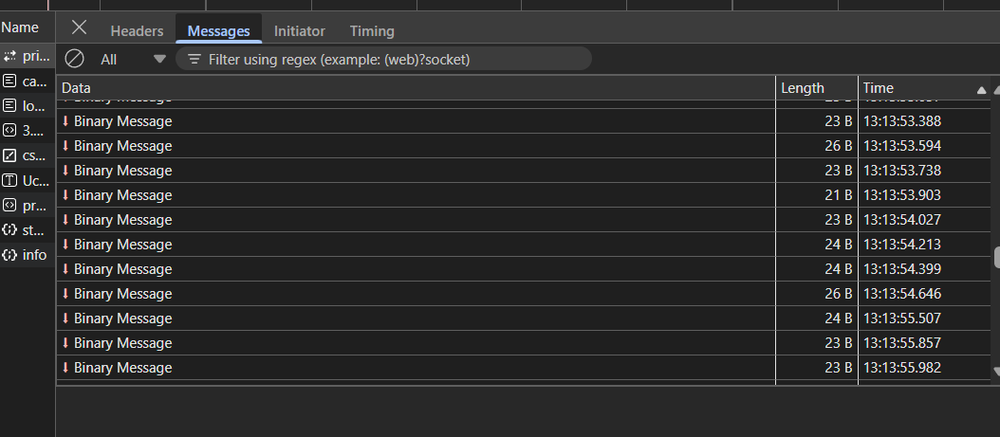 Name
Headers Messages Initiator Timing
All Filter using regex (example: (web)?socket)
Data Length Time
pri...
ca...
lo...
3....
cs...
Uc...
pr...
st...
info
Binary Message 23 B 13:13:53.388
Binary Message 26 B 13:13:53.594
Binary Message 23 B 13:13:53.738
Binary Message 21 B 13:13:53.903
Binary Message 23 B 13:13:54.027
Binary Message 24 B 13:13:54.213
Binary Message 24 B 13:13:54.399
Binary Message 26 B 13:13:54.646
Binary Message 24 B 13:13:55.507
Binary Message 23 B 13:13:55.857
Binary Message 23 B 13:13:55.982